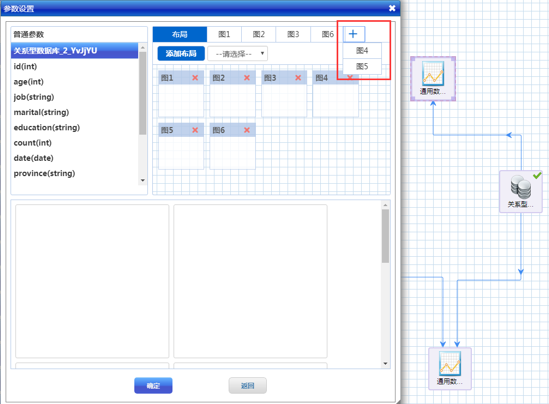 参数设置
普通参数
关系型数据库_2_YvJjYU
id(int)
age(int)
job(string)
marital(string)
education(string)
count(int)
date(date)
province(string)
布局 图1 图2 图3 图6 +
图4
图5
添加布局 --请选择--
图1 图2 图3 图4
图5 图6
确定 返回
通用数...
关系型...
通用数...